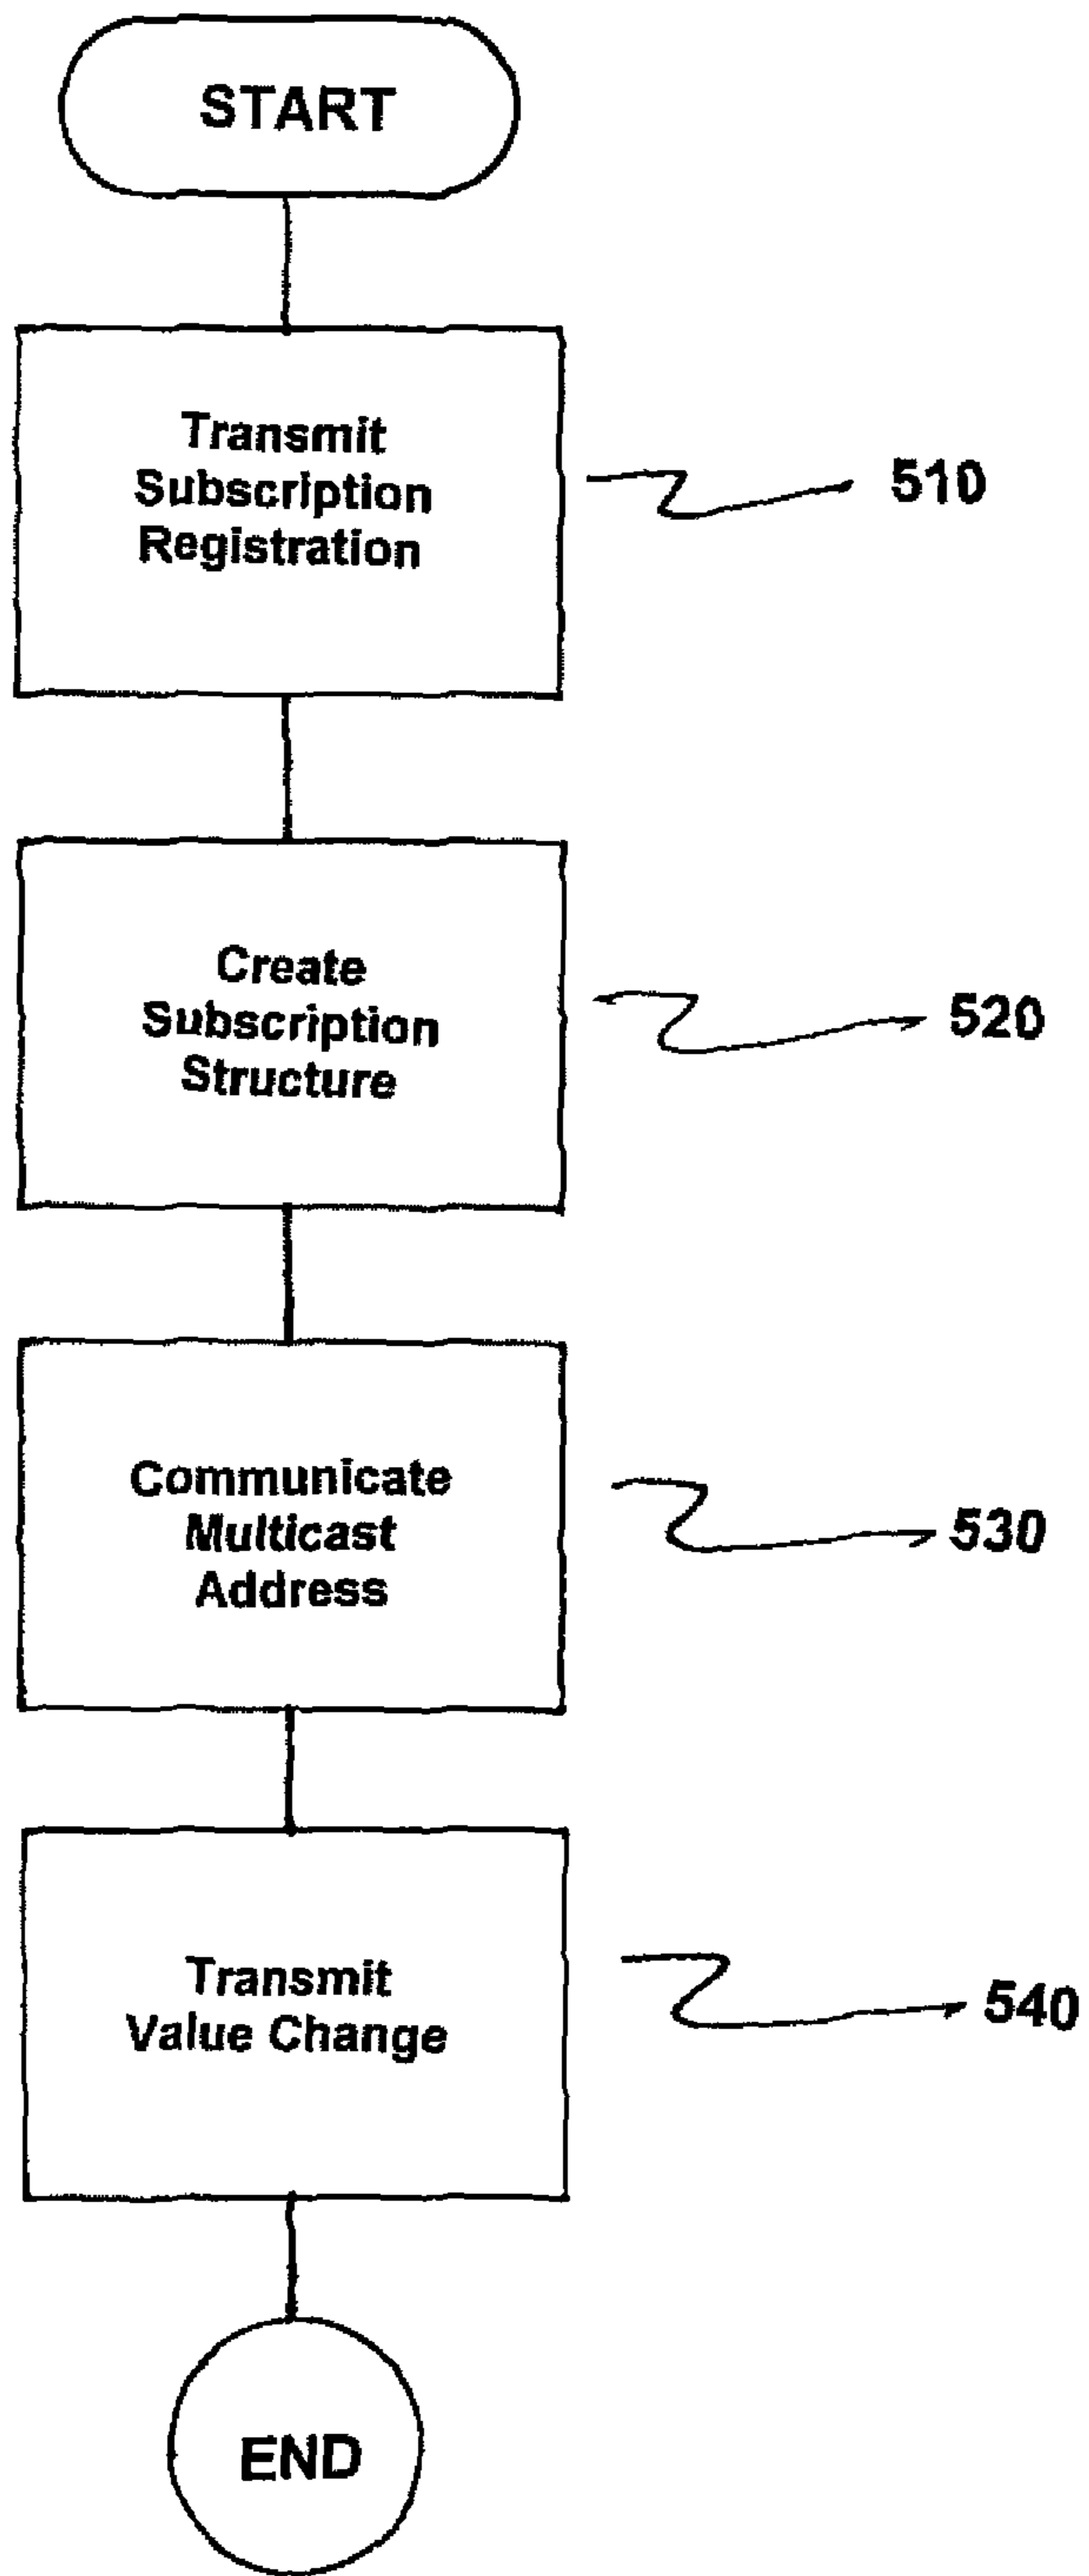 START
Transmit
Subscription
Registration
510
Create
Subscription
Structure
520
Communicate
Multicast
Address
530
Transmit
Value Change
540
END